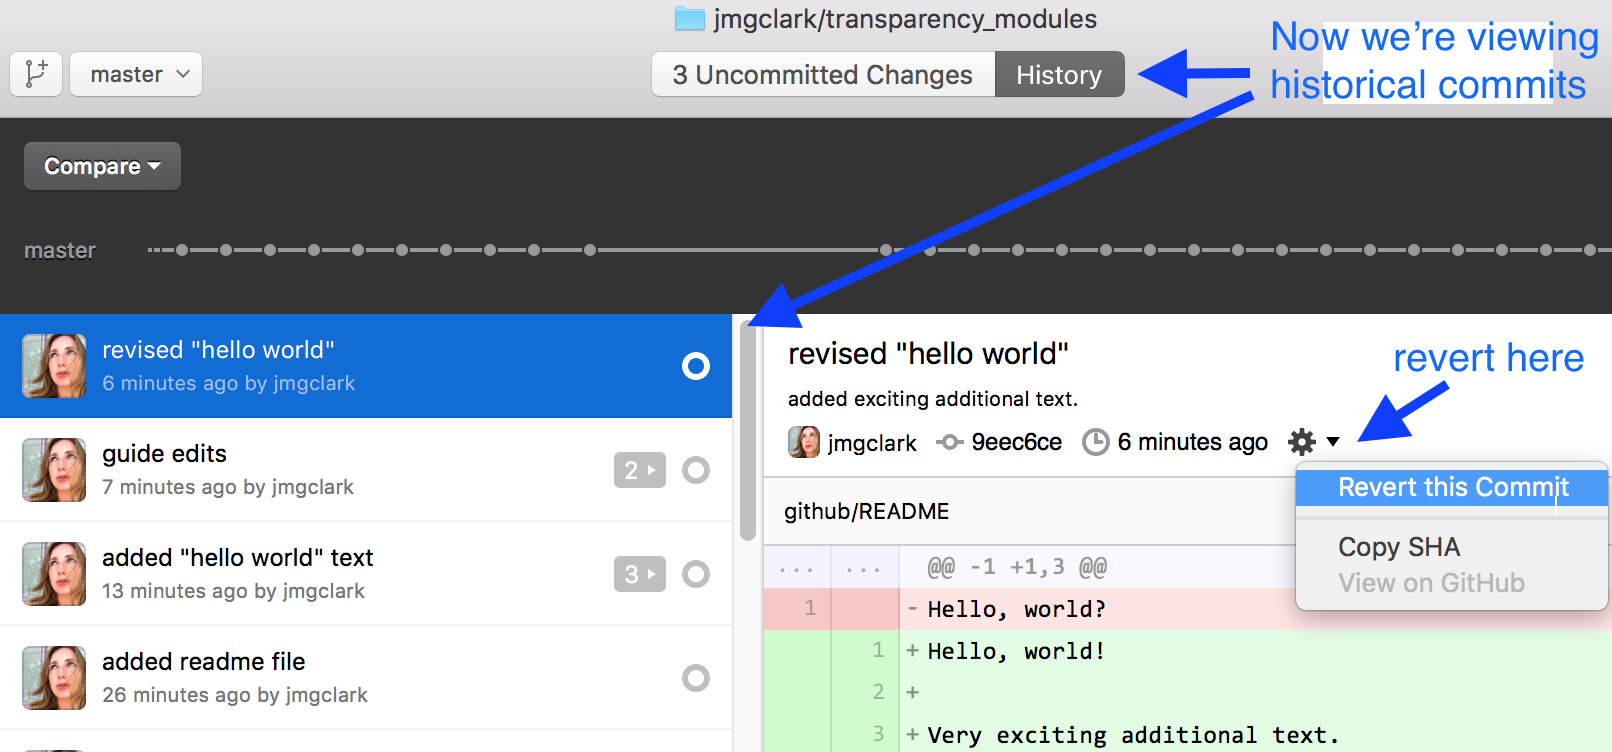 jmgclark/transparency_modules
master
3 Uncommitted Changes
History
Now we're viewing
historical commits
Compare
master
revised "hello world"
6 minutes ago by jmgclark
guide edits
7 minutes ago by jmgclark
2
added "hello world" text
13 minutes ago by jmgclark
3
added readme file
26 minutes ago by jmgclark
revised "hello world"
added exciting additional text.
jmgclark
9eec6ce
6 minutes ago
revert here
Revert this Commit
Copy SHA
View on GitHub
github/README
... ... @@ -1 +1,3 @@
1 - Hello, world?
1 + Hello, world!
2 +
3 + Very exciting additional text.